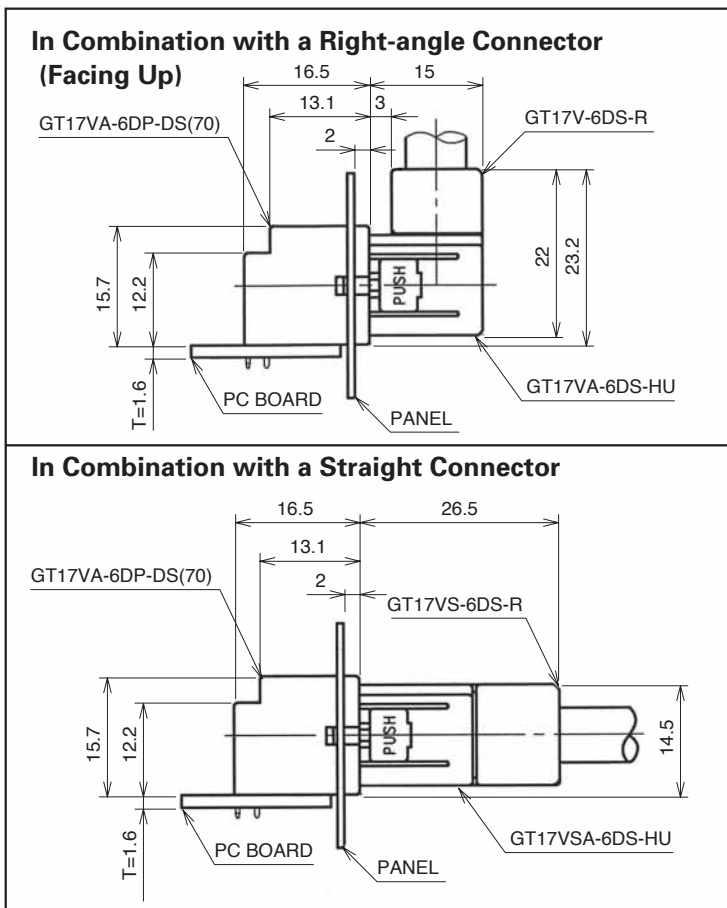 In Combination with a Right-angle Connector
(Facing Up)
16.5
15
13.1
3
GT17VA-6DP-DS(70)
GT17V-6DS-R
2
15.7
12.2
22
23.2
PUSH
T=1.6
PC BOARD
PANEL
GT17VA-6DS-HU
In Combination with a Straight Connector
16.5
26.5
13.1
GT17VA-6DP-DS(70)
2
GT17VS-6DS-R
15.7
12.2
PUSH
14.5
T=1.6
PC BOARD
PANEL
GT17VSA-6DS-HU